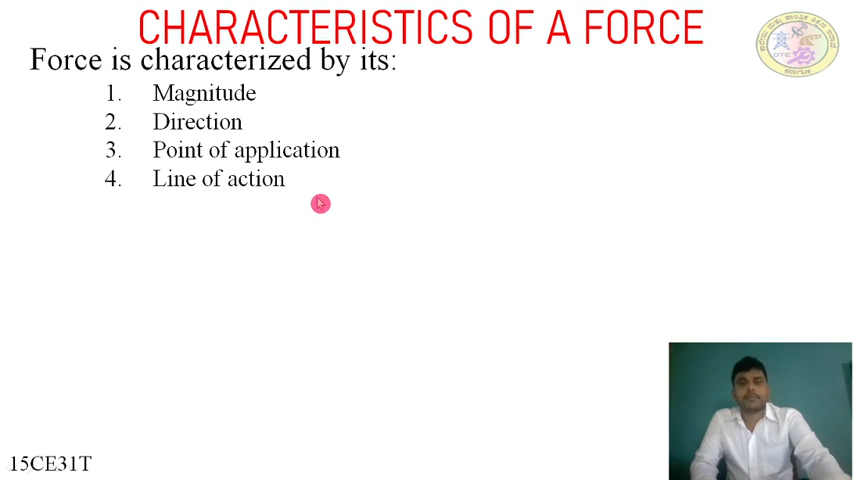 CHARACTERISTICS OF A FORCE
Force is characterized by its:
1. Magnitude
2. Direction
3. Point of application
4. Line of action
DTE
15CE31T